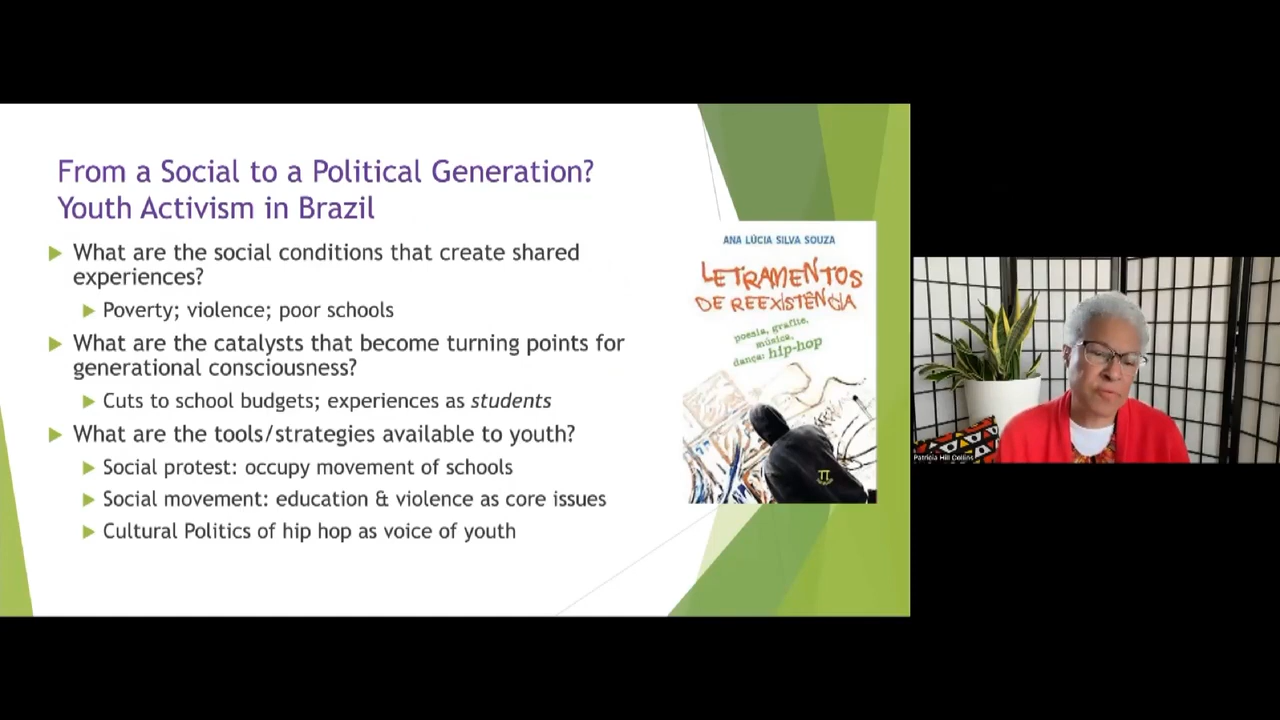 From a Social to a Political Generation?
Youth Activism in Brazil
What are the social conditions that create shared
experiences?
Poverty; violence; poor schools
What are the catalysts that become turning points for
generational consciousness?
Cuts to school budgets; experiences as students
What are the tools/strategies available to youth?
Social protest: occupy movement of schools
Social movement: education & violence as core issues
Cultural Politics of hip hop as voice of youth
ANA LÚCIA SILVA SOUZA
LETRAMENTOS
DE REEXISTÊNCIA
poesia, grafite,
música,
dança: hip-hop
Patricia Hill Collins